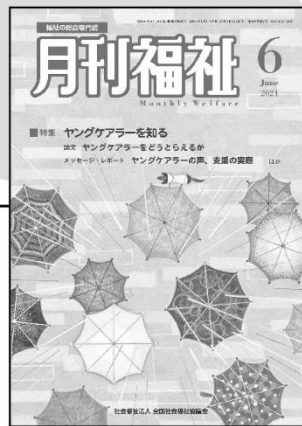 福祉の総合専門誌
月刊福祉
Monthly Welfare
6
June
2021
■特集 ヤングケアラーを知る
論文 ヤングケアラーをどうとらえるか
メッセージ・レポート ヤングケアラーの声、支援の実際 ほか
社会福祉法人 全国社会福祉協議会